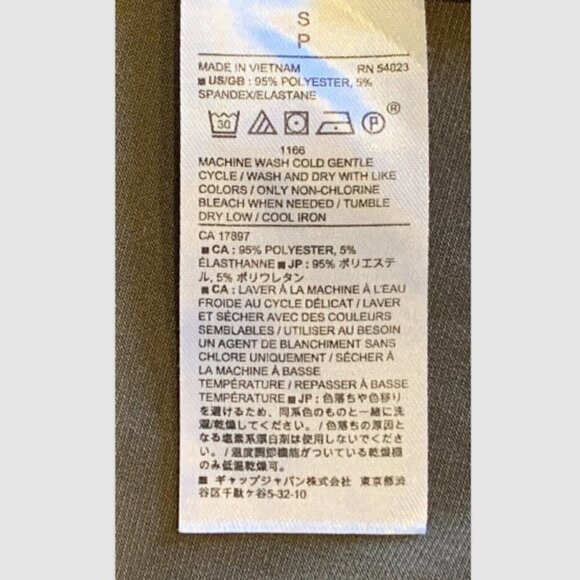 S
P
MADE IN VIETNAM RN 54023
■ US/GB : 95% POLYESTER, 5%
SPANDEX/ELASTANE
30 P ®
1166
MACHINE WASH COLD GENTLE
CYCLE / WASH AND DRY WITH LIKE
COLORS / ONLY NON-CHLORINE
BLEACH WHEN NEEDED / TUMBLE
DRY LOW / COOL IRON
CA 17897
■ CA : 95% POLYESTER, 5%
ÉLASTHANNE ■ JP : 95% ポリエステ
ル, 5% ポリウレタン
■ CA : LAVER À LA MACHINE À L'EAU
FROIDE AU CYCLE DÉLICAT / LAVER
ET SÉCHER AVEC DES COULEURS
SEMBLABLES / UTILISER AU BESOIN
UN AGENT DE BLANCHIMENT SANS
CHLORE UNIQUEMENT / SÉCHER À
LA MACHINE À BASSE
TEMPÉRATURE / REPASSER À BASSE
TEMPÉRATURE ■ JP : 色落ちや色移り
を避けるため、同系色のものと一緒に洗
濯/乾燥してください。/ 色落ちの原因と
なる塩素系漂白剤は使用しないでくださ
い。/ 温度調節機能がついている乾燥機
のみ低温乾燥可。
■ ギャップジャパン株式会社 東京都渋
谷区千駄ヶ谷5-32-10